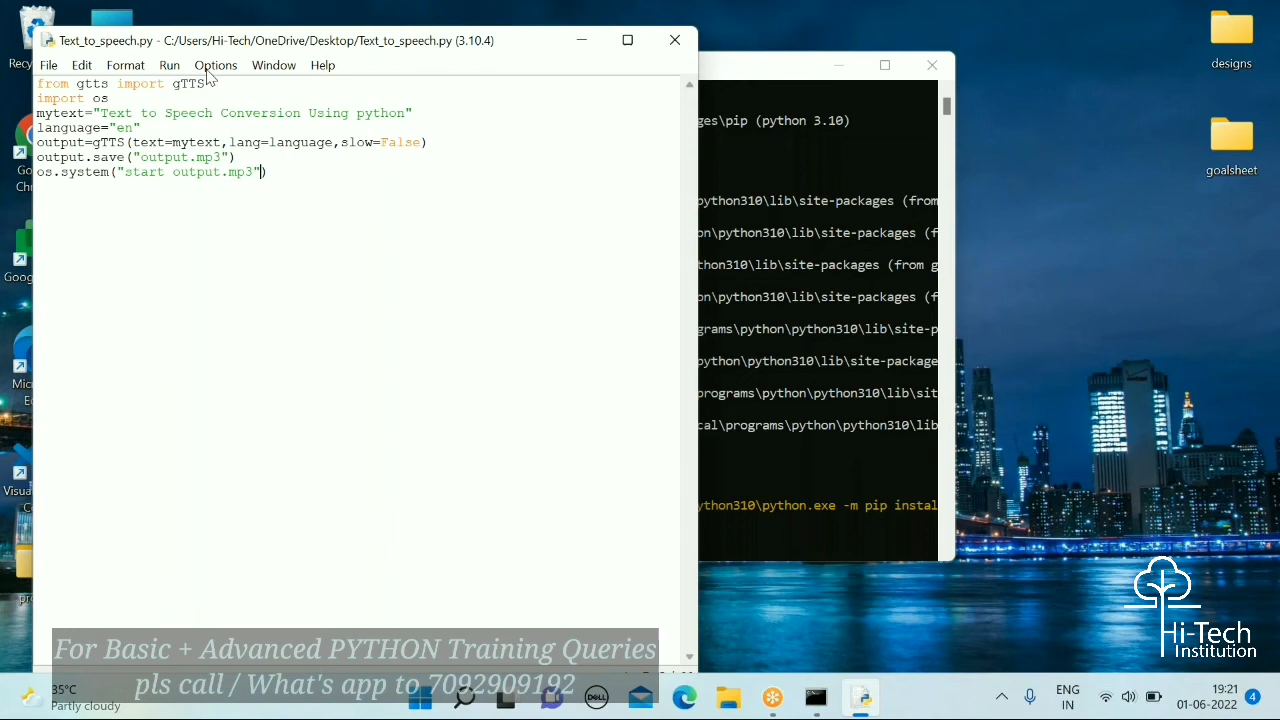 Text_to_speech.py - C:/Users/Hi-Tech/OneDrive/Desktop/Text_to_speech.py (3.10.4)
File Edit Format Run Options Window Help
from gtts import gTTS
import os
mytext="Text to Speech Conversion Using python"
language="en"
output=gTTS(text=mytext,lang=language,slow=False)
output.save("output.mp3")
os.system("start output.mp3")
ges\pip (python 3.10)
ython310\lib\site-packages (from
on\python310\lib\site-packages (f
thon310\lib\site-packages (from g
on\python310\lib\site-packages (f
grams\python\python310\lib\site-p
ython\python310\lib\site-package
programs\python\python310\lib\sit
cal\programs\python\python310\lib
ython310\python.exe -m pip instal
designs
goalsheet
Hi-Tech
Institution
For Basic + Advanced PYTHON Training Queries
pls call / What's app to 7092909192
35°C
Partly cloudy
DELL
ENG
IN
19:21
01-06-2022
4